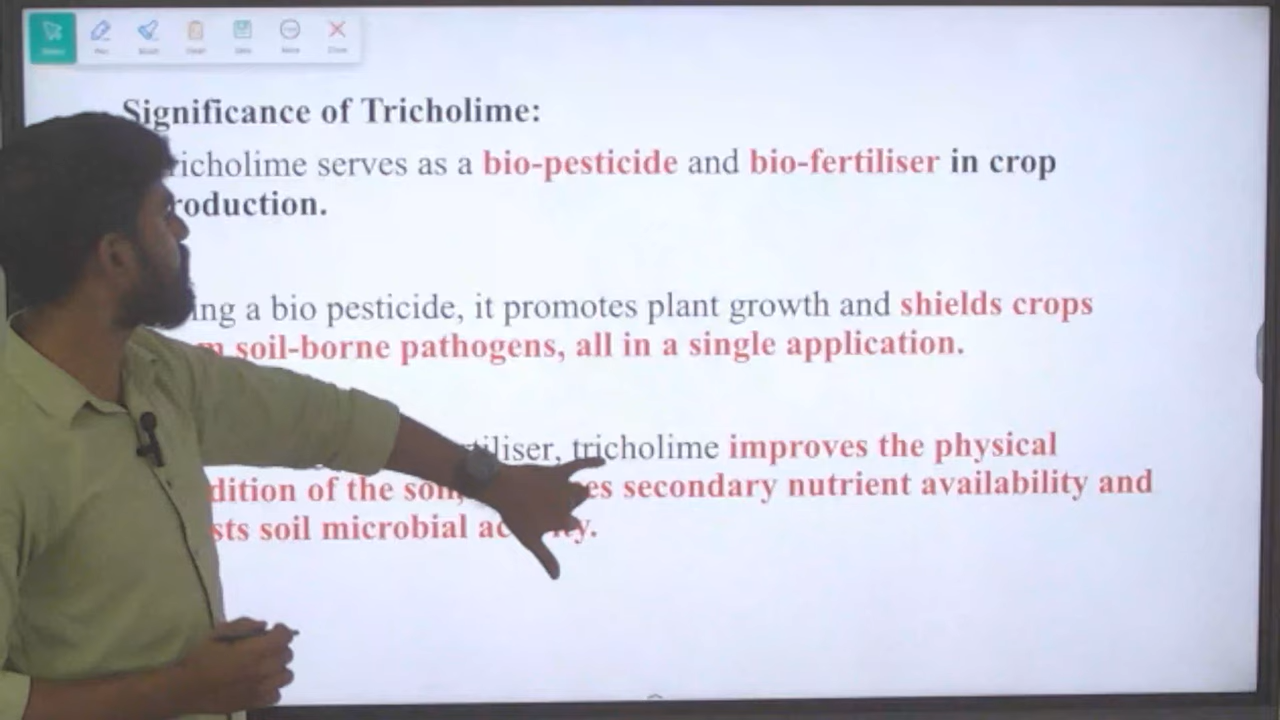 Significance of Tricholime:
richolime serves as a bio-pesticide and bio-fertiliser in crop
roduction.
ing a bio pesticide, it promotes plant growth and shields crops
soil-borne pathogens, all in a single application.
tiliser, tricholime improves the physical
dition of the soil, es secondary nutrient availability and
sts soil microbial ac y.